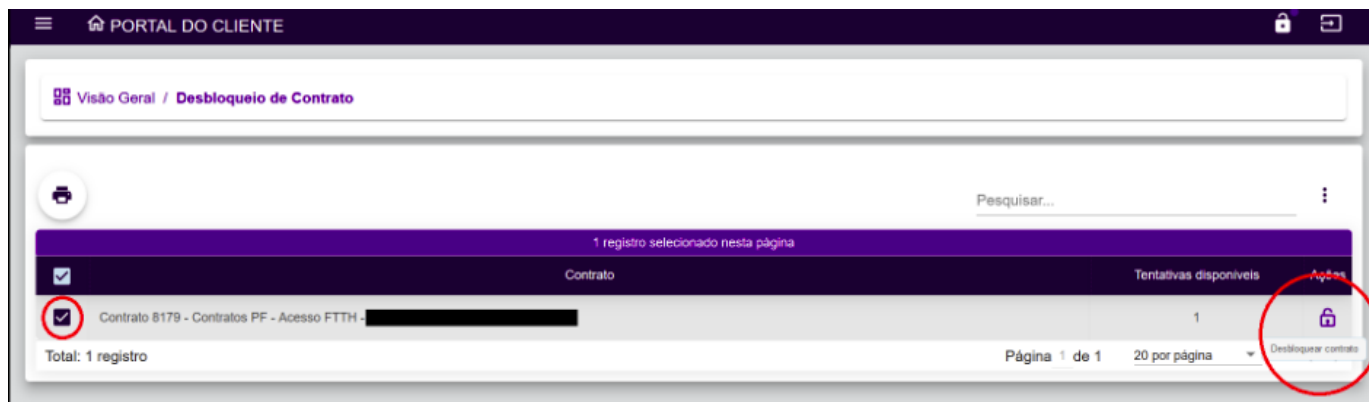 PORTAL DO CLIENTE
Visão Geral / Desbloqueio de Contrato
Pesquisar...
1 registro selecionado nesta página
Contrato Tentativas disponíveis Ações
Contrato 8179 - Contratos PF - Acesso FTTH - 1
Desbloquear contrato
Total: 1 registro Página 1 de 1 20 por página